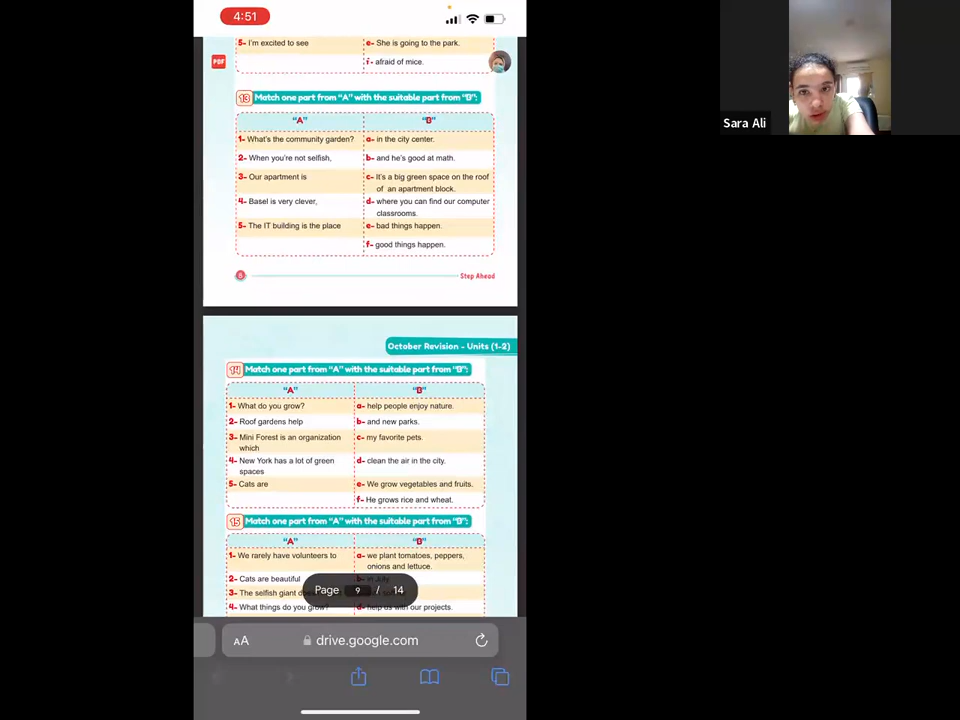 4:51
5- I'm excited to see
e- She is going to the park.
PDF
f- afraid of mice.
13 Match one part from "A" with the suitable part from "B":
"A" "B"
1- What's the community garden? a- in the city center.
2- When you're not selfish, b- and he's good at math.
3- Our apartment is c- It's a big green space on the roof
of an apartment block.
4- Basel is very clever, d- where you can find our computer
classrooms.
5- The IT building is the place e- bad things happen.
f- good things happen.
8 Step Ahead
October Revision - Units (1-2)
14 Match one part from "A" with the suitable part from "B":
"A" "B"
1- What do you grow? a- help people enjoy nature.
2- Roof gardens help b- and new parks.
3- Mini Forest is an organization c- my favorite pets.
which
4- New York has a lot of green d- clean the air in the city.
spaces
5- Cats are e- We grow vegetables and fruits.
f- He grows rice and wheat.
15 Match one part from "A" with the suitable part from "B":
"A" "B"
1- We rarely have volunteers to a- we plant tomatoes, peppers,
onions and lettuce.
2- Cats are beautiful b- in July
3- The selfish giant
4- What things do you grow? d- help us with our projects.
Page 9 / 14
AA drive.google.com
Sara Ali